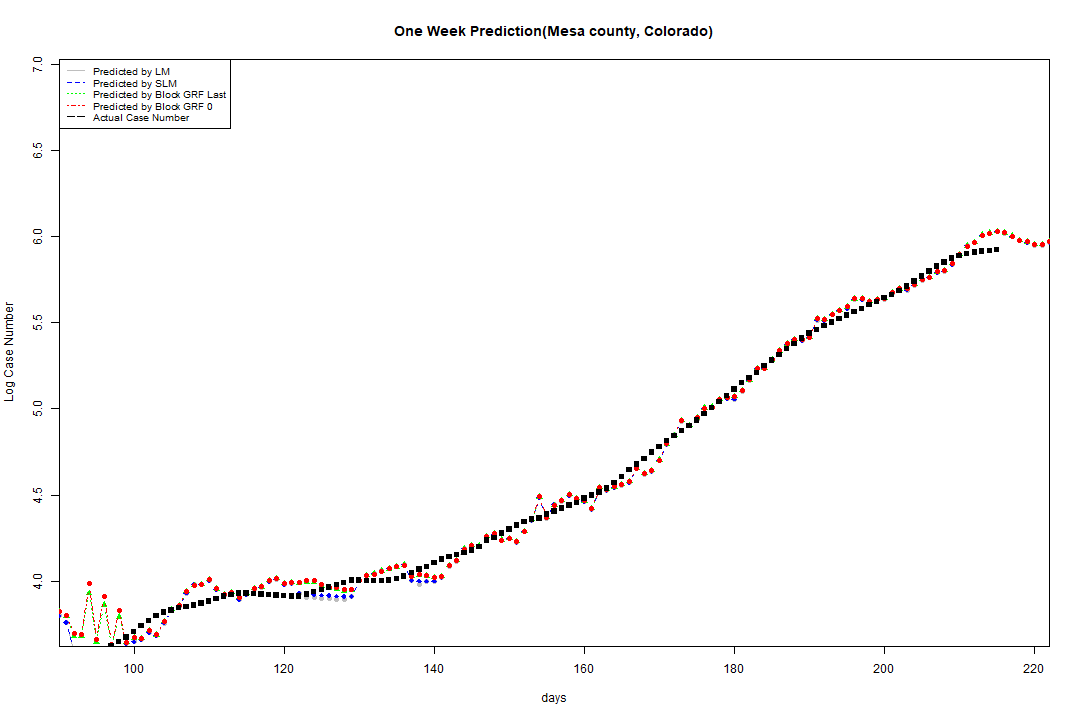 One Week Prediction(Mesa county, Colorado)
7.0
Predicted by LM
Predicted by SLM
Predicted by Block GRF Last
Predicted by Block GRF 0
Actual Case Number
6.5
6.0
5.5
5.0
4.5
4.0
Log Case Number
100 120 140 160 180 200 220
days